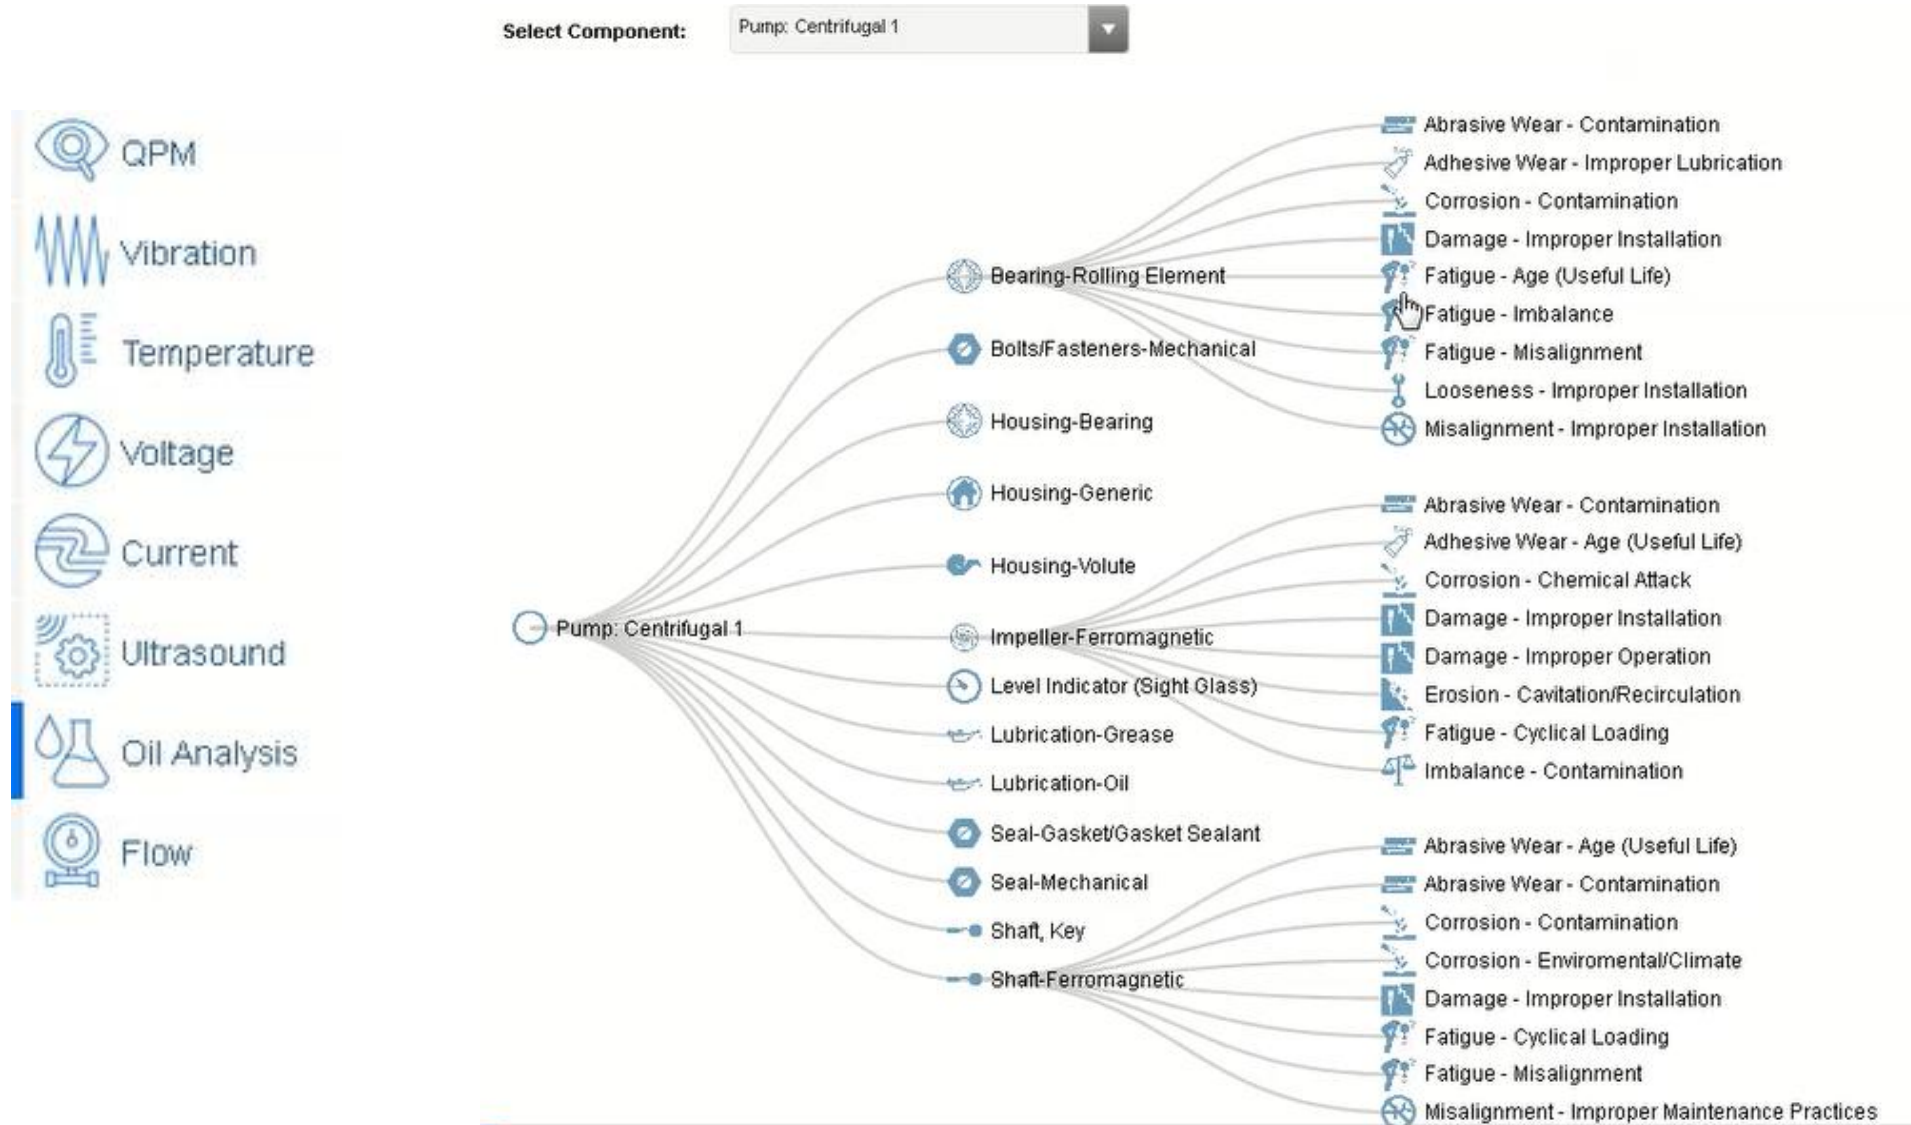 Select Component:
Pump: Centrifugal 1
QPM
Vibration
Temperature
Voltage
Current
Ultrasound
Oil Analysis
Flow
Pump: Centrifugal 1
Bearing-Rolling Element
Bolts/Fasteners-Mechanical
Housing-Bearing
Housing-Generic
Housing-Volute
Impeller-Ferromagnetic
Level Indicator (Sight Glass)
Lubrication-Grease
Lubrication-Oil
Seal-Gasket/Gasket Sealant
Seal-Mechanical
Shaft, Key
Shaft-Ferromagnetic
Abrasive Wear - Contamination
Adhesive Wear - Improper Lubrication
Corrosion - Contamination
Damage - Improper Installation
Fatigue - Age (Useful Life)
Fatigue - Imbalance
Fatigue - Misalignment
Looseness - Improper Installation
Misalignment - Improper Installation
Abrasive Wear - Contamination
Adhesive Wear - Age (Useful Life)
Corrosion - Chemical Attack
Damage - Improper Installation
Damage - Improper Operation
Erosion - Cavitation/Recirculation
Fatigue - Cyclical Loading
Imbalance - Contamination
Abrasive Wear - Age (Useful Life)
Abrasive Wear - Contamination
Corrosion - Contamination
Corrosion - Enviromental/Climate
Damage - Improper Installation
Fatigue - Cyclical Loading
Fatigue - Misalignment
Misalignment - Improper Maintenance Practices